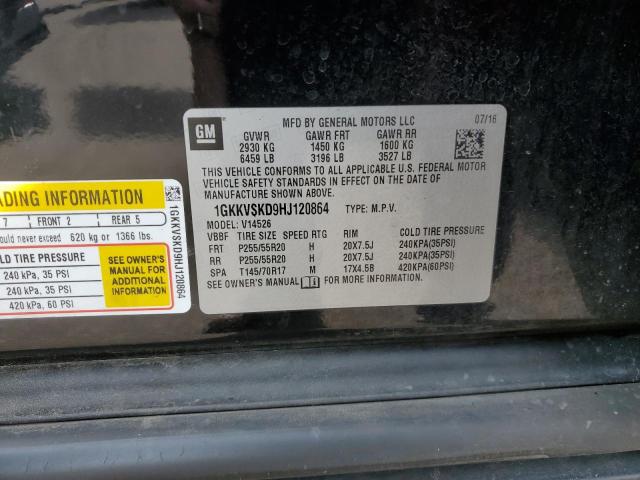 GM
MFD BY GENERAL MOTORS LLC 07/16
GVWR GAWR FRT GAWR RR
2930 KG 1450 KG 1600 KG
6459 LB 3196 LB 3527 LB
THIS VEHICLE CONFORMS TO ALL APPLICABLE U.S. FEDERAL MOTOR
VEHICLE SAFETY STANDARDS IN EFFECT ON THE DATE OF
MANUFACTURE SHOWN ABOVE.
1GKKVSKD9HJ120864 TYPE: M.P.V.
MODEL: V14526
VBBF TIRE SIZE SPEED RTG RIM COLD TIRE PRESSURE
FRT P255/55R20 H 20X7.5J 240KPA(35PSI)
RR P255/55R20 H 20X7.5J 240KPA(35PSI)
SPA T145/70R17 M 17X4.5B 420KPA(60PSI)
SEE OWNER'S MANUAL FOR MORE INFORMATION.
ADING INFORMATION
7 FRONT 2 REAR 5
ould never exceed 620 kg or 1366 lbs.
LD TIRE PRESSURE
240 kPa, 35 PSI
240 kPa, 35 PSI
420 kPa, 60 PSI
SEE OWNER'S
MANUAL FOR
ADDITIONAL
INFORMATION
1GKKVSKD9HJ120864